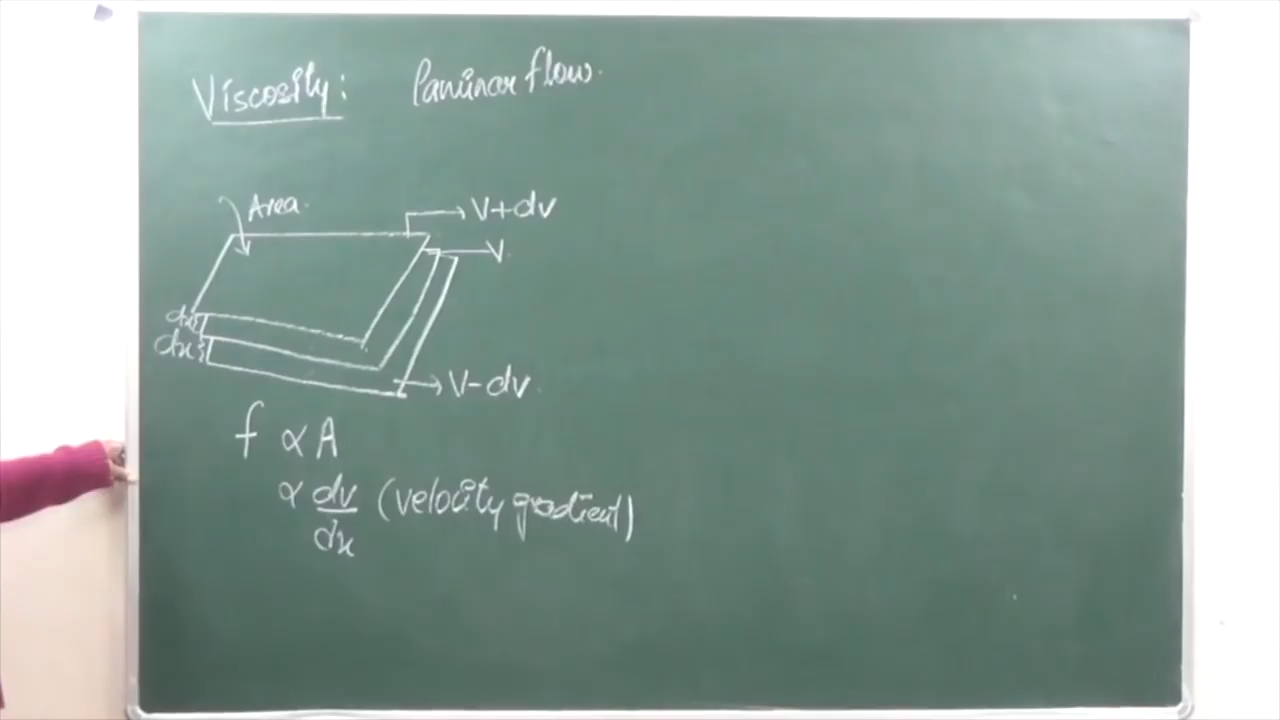 Viscosity: Laminar flow.
Area.
V+dv
V
dx
dx
V-dv.
f ∝ A
∝ dv/dx (velocity gradient)